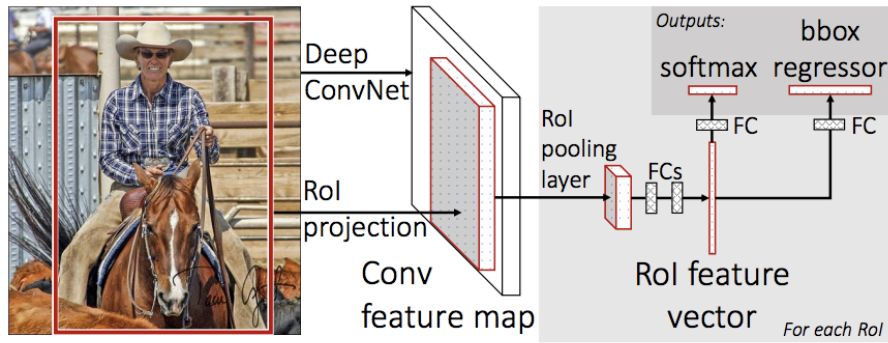 Deep
ConvNet
RoI
projection
Conv
feature map
RoI
pooling
layer
FCs
RoI feature
vector
Outputs:
softmax
bbox
regressor
FC
FC
For each RoI